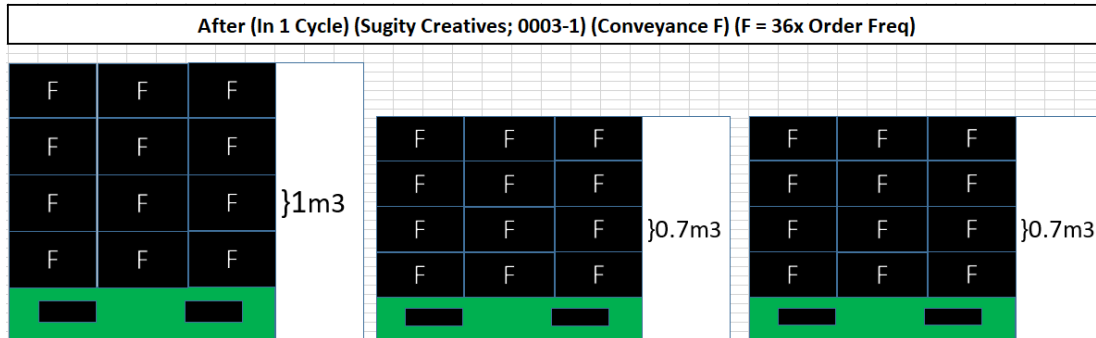 After (In 1 Cycle) (Sugity Creatives; 0003-1) (Conveyance F) (F = 36x Order Freq)
F F F
F F F
F F F
F F F
}1m3
F F F
F F F
F F F
F F F
}0.7m3
F F F
F F F
F F F
F F F
}0.7m3